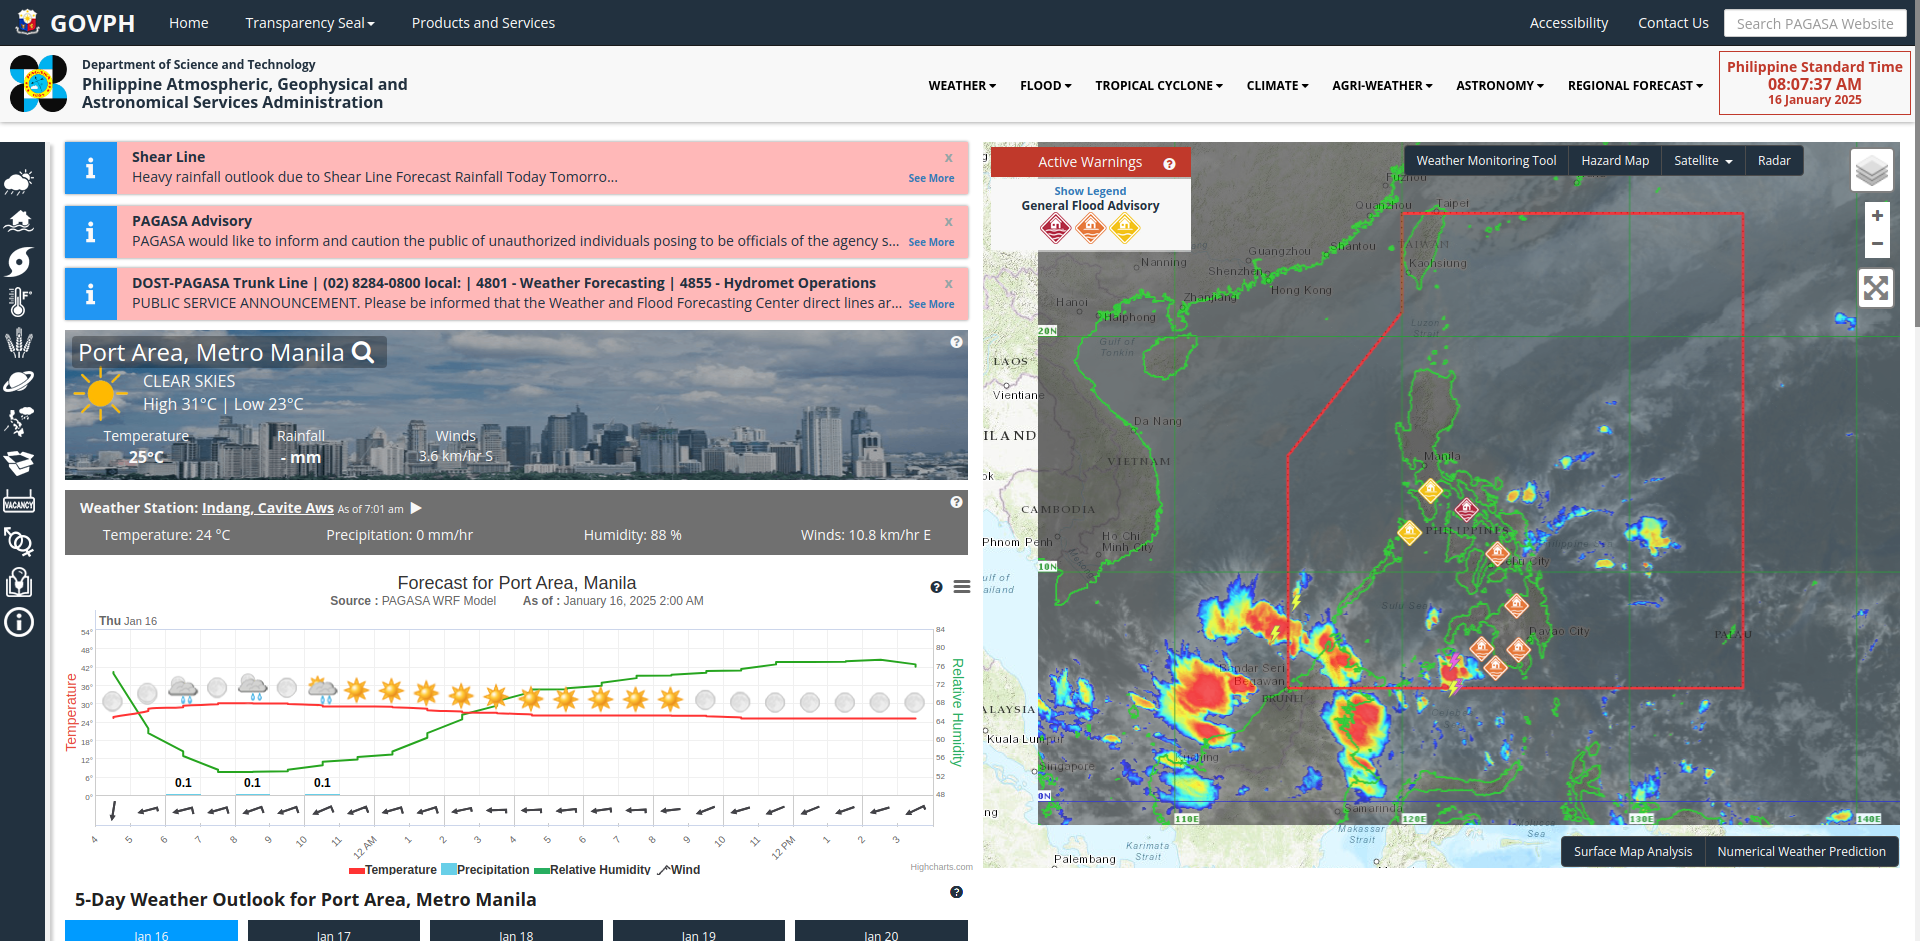 GOVPH
Home
Transparency Seal
Products and Services
Accessibility
Contact Us
Search PAGASA Website
Department of Science and Technology
Philippine Atmospheric, Geophysical and
Astronomical Services Administration
WEATHER
FLOOD
TROPICAL CYCLONE
CLIMATE
AGRI-WEATHER
ASTRONOMY
REGIONAL FORECAST
Philippine Standard Time
08:07:37 AM
16 January 2025
Shear Line
x
Heavy rainfall outlook due to Shear Line Forecast Rainfall Today Tomorro...
See More
PAGASA Advisory
x
PAGASA would like to inform and caution the public of unauthorized individuals posing to be officials of the agency s...
See More
DOST-PAGASA Trunk Line | (02) 8284-0800 local: | 4801 - Weather Forecasting | 4855 - Hydromet Operations
x
PUBLIC SERVICE ANNOUNCEMENT. Please be informed that the Weather and Flood Forecasting Center direct lines ar...
See More
VACANCY
Port Area, Metro Manila
CLEAR SKIES
High 31°C | Low 23°C
Temperature
25°C
Rainfall
- mm
Winds
3.6 km/hr S
Weather Station: Indang, Cavite Aws As of 7:01 am
Temperature: 24 °C
Precipitation: 0 mm/hr
Humidity: 88 %
Winds: 10.8 km/hr E
Forecast for Port Area, Manila
Source : PAGASA WRF Model As of : January 16, 2025 2:00 AM
Thu Jan 16
Temperature
54°
48°
42°
36°
30°
24°
18°
12°
6°
0°
Relative Humidity
84
80
76
72
68
64
60
56
52
48
0.1
0.1
0.1
4
5
6
7
8
9
10
11
12 AM
1
2
3
4
5
6
7
8
9
10
11
12 PM
1
2
3
Temperature
Precipitation
Relative Humidity
Wind
Highcharts.com
5-Day Weather Outlook for Port Area, Metro Manila
Jan 16
Jan 17
Jan 18
Jan 19
Jan 20
Active Warnings
Show Legend
General Flood Advisory
Weather Monitoring Tool
Hazard Map
Satellite
Radar
+
−
Fuzhou
Quanzhou
Taipei
Guangzhou
Shantou
TAIWAN
Nanning
Shenzhen
Kaohsiung
Hong Kong
Hanoi
Zhanjiang
Haiphong
20N
Luzon
Strait
Gulf of
Tonkin
LAOS
Vientiane
Da Nang
ILAND
Manila
VIETNAM
ok
CAMBODIA
PHILIPPINES
Phnom Penh
Ho Chi
Minh City
Cebu City
10N
ulf of
ailand
Sulu Sea
Davao City
PALAU
Bandar Seri
Begawan
BRUNEI
ALAYSIA
Kuala Lumpur
Kuching
Singapore
0N
ng
Samarinda
110E
120E
130E
140E
Makassar
Strait
Molucca
Sea
Karimata
Strait
Palembang
Surface Map Analysis
Numerical Weather Prediction